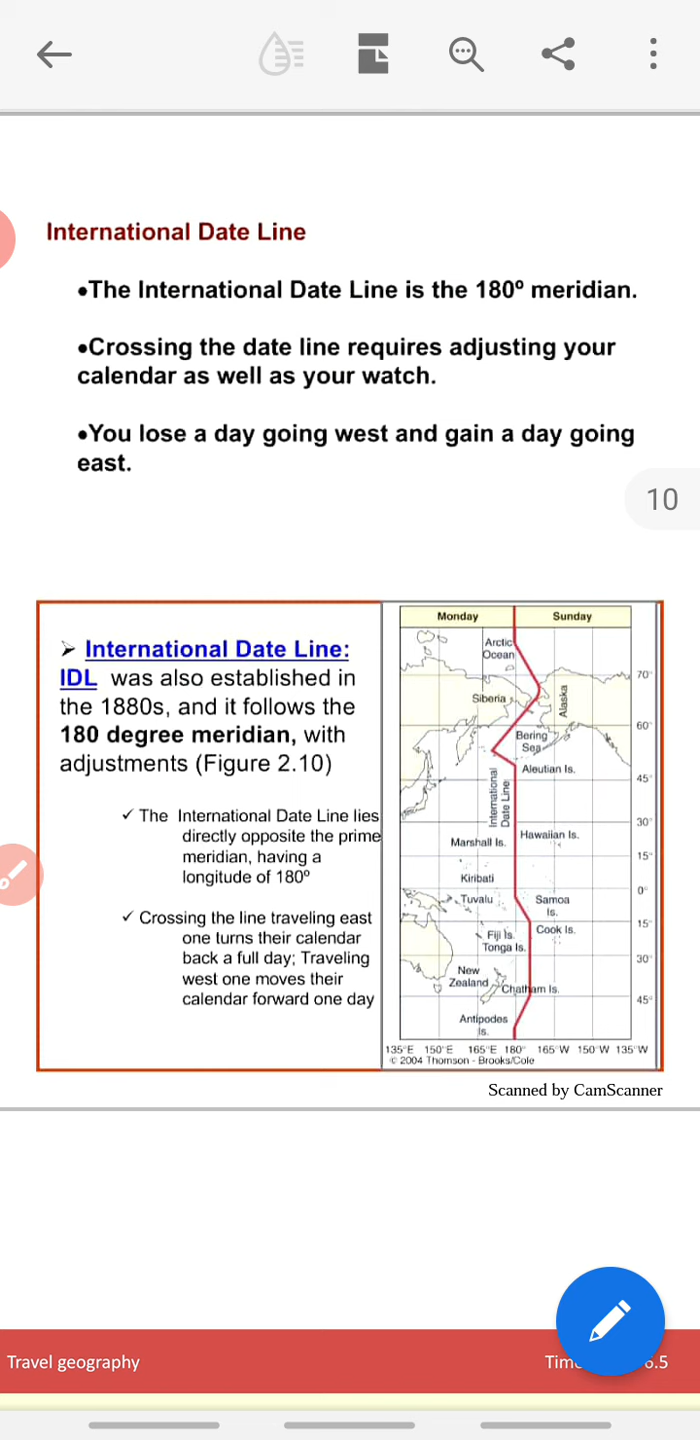 International Date Line
•The International Date Line is the 180º meridian.
•Crossing the date line requires adjusting your
calendar as well as your watch.
•You lose a day going west and gain a day going
east.
10
➢ International Date Line:
IDL was also established in
the 1880s, and it follows the
180 degree meridian, with
adjustments (Figure 2.10)
✓ The International Date Line lies
directly opposite the prime
meridian, having a
longitude of 180º
✓ Crossing the line traveling east
one turns their calendar
back a full day; Traveling
west one moves their
calendar forward one day
Monday Sunday
Arctic
Ocean
70°
Siberia
Alaska
60°
Bering
Sea
Aleutian Is.
45°
International
Date Line
30°
Hawaiian Is.
Marshall Is.
15°
Kiribati
0°
Tuvalu
Samoa
Is.
15°
Cook Is.
Fiji Is.
Tonga Is.
30°
New
Zealand
Chatham Is.
45°
Antipodes
Is.
135°E 150°E 165°E 180° 165°W 150°W 135°W
© 2004 Thomson - Brooks/Cole
Scanned by CamScanner
Travel geography
.5